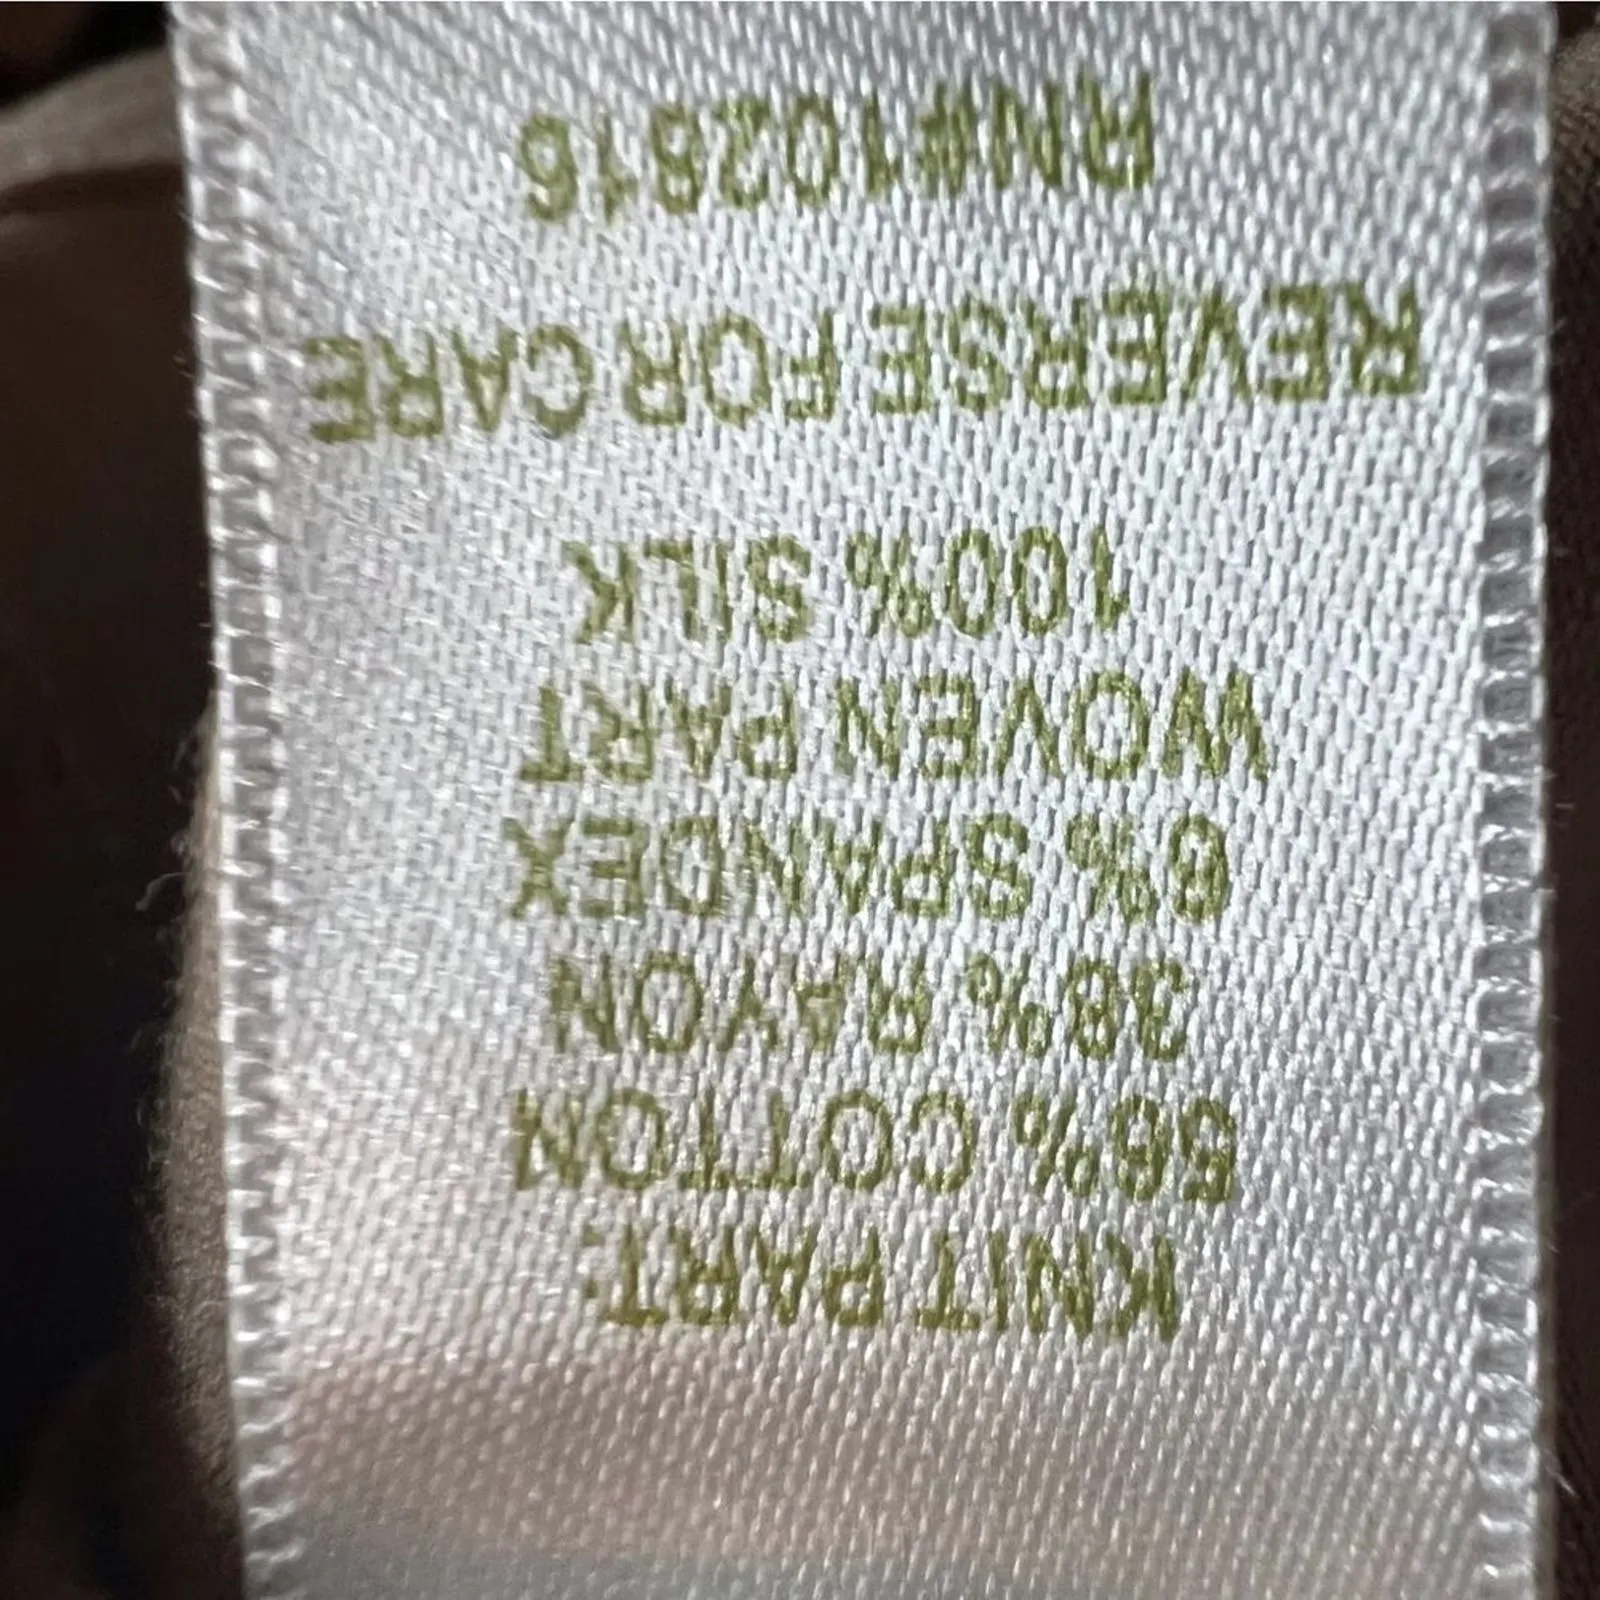 KNIT PART:
56% COTTON
38% RAYON
6% SPANDEX
WOVEN PART
100% SILK
REVERSE FOR CARE
RN#102816